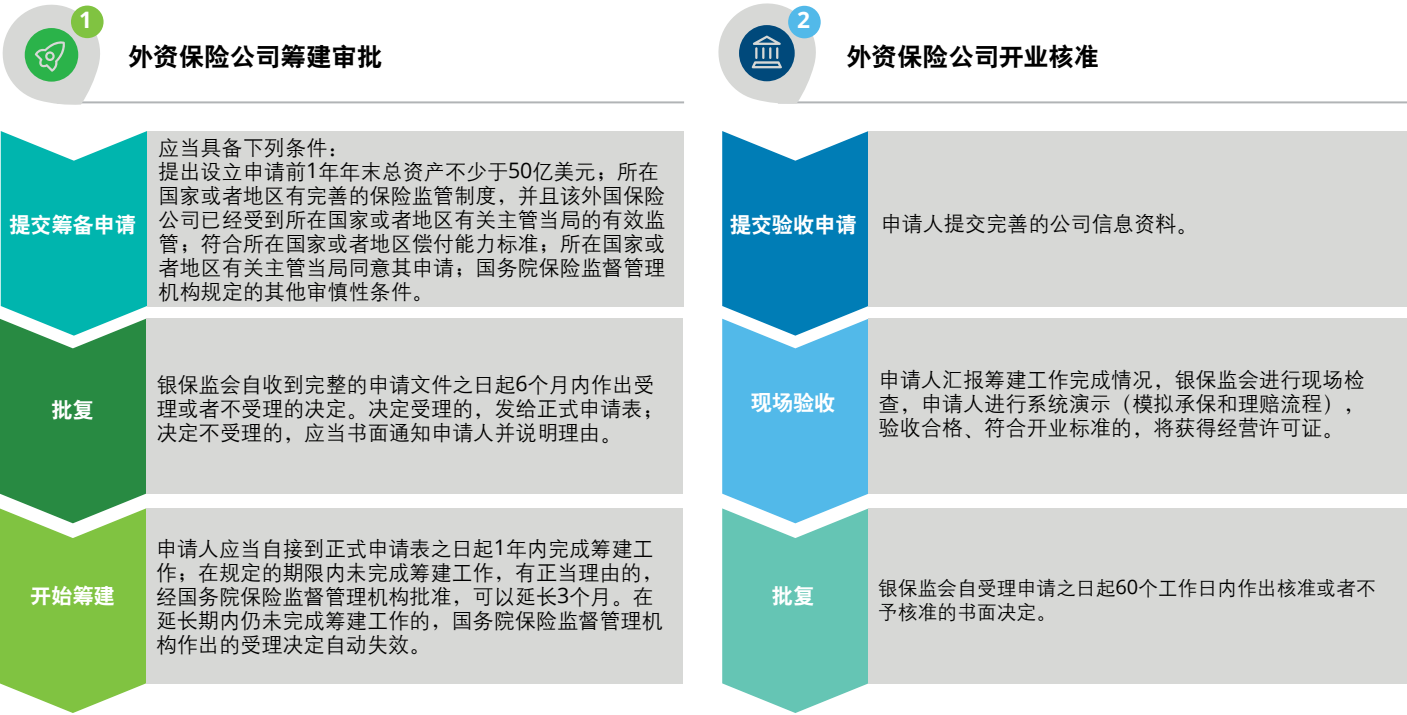 1
外资保险公司筹建审批
提交筹备申请
应当具备下列条件：
提出设立申请前1年年末总资产不少于50亿美元；所在
国家或者地区有完善的保险监管制度，并且该外国保险
公司已经受到所在国家或者地区有关主管当局的有效监
管；符合所在国家或者地区偿付能力标准；所在国家或
者地区有关主管当局同意其申请；国务院保险监督管理
机构规定的其他审慎性条件。
批复
银保监会自收到完整的申请文件之日起6个月内作出受
理或者不受理的决定。决定受理的，发给正式申请表；
决定不受理的，应当书面通知申请人并说明理由。
开始筹建
申请人应当自接到正式申请表之日起1年内完成筹建工
作；在规定的期限内未完成筹建工作，有正当理由的，
经国务院保险监督管理机构批准，可以延长3个月。在
延长期内仍未完成筹建工作的，国务院保险监督管理机
构作出的受理决定自动失效。
2
外资保险公司开业核准
提交验收申请
申请人提交完善的公司信息资料。
现场验收
申请人汇报筹建工作完成情况，银保监会进行现场检
查，申请人进行系统演示（模拟承保和理赔流程），
验收合格、符合开业标准的，将获得经营许可证。
批复
银保监会自受理申请之日起60个工作日内作出核准或者不
予核准的书面决定。